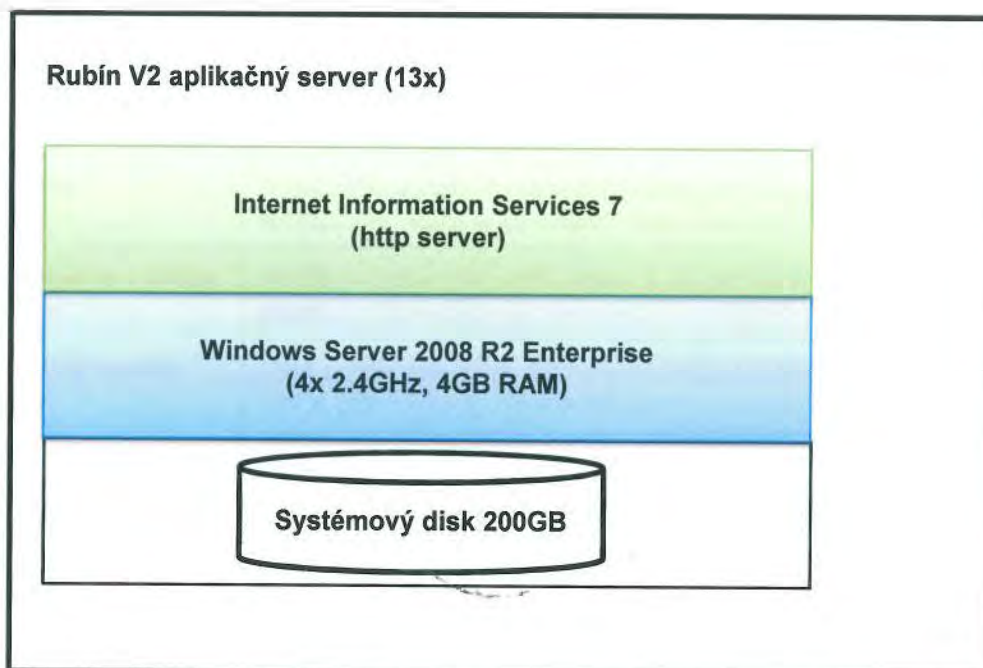 Rubín V2 aplikačný server (13x)
Internet Information Services 7
(http server)
Windows Server 2008 R2 Enterprise
(4x 2.4GHz, 4GB RAM)
Systémový disk 200GB